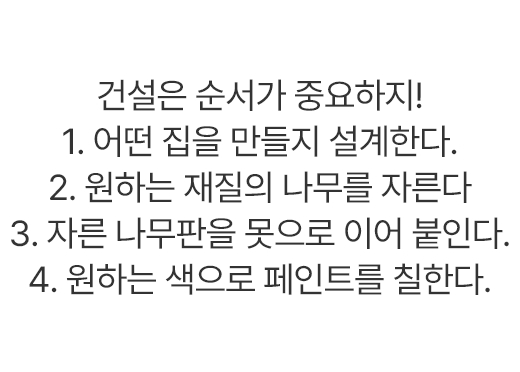 건설은 순서가 중요하지!
1. 어떤 집을 만들지 설계한다.
2. 원하는 재질의 나무를 자른다
3. 자른 나무판을 못으로 이어 붙인다.
4. 원하는 색으로 페인트를 칠한다.